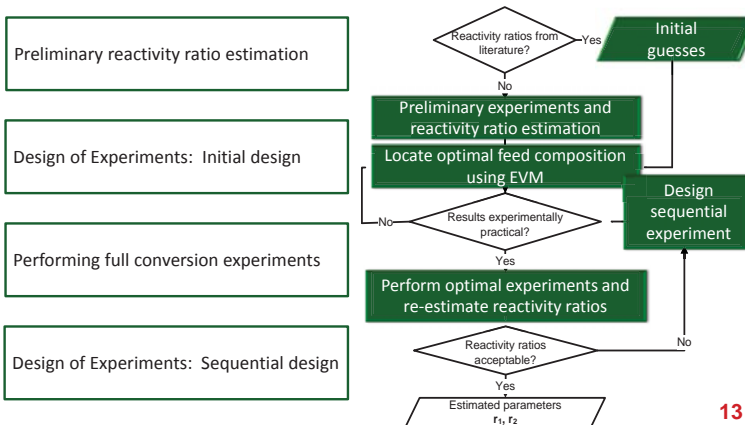 Preliminary reactivity ratio estimation
Design of Experiments: Initial design
Performing full conversion experiments
Design of Experiments: Sequential design
Reactivity ratios from
literature?
Yes
Initial
guesses
No
Preliminary experiments and
reactivity ratio estimation
Locate optimal feed composition
using EVM
No
Results experimentally
practical?
Design
sequential
experiment
Yes
Perform optimal experiments and
re-estimate reactivity ratios
Reactivity ratios
acceptable?
No
Yes
Estimated parameters
r₁, r₂
13